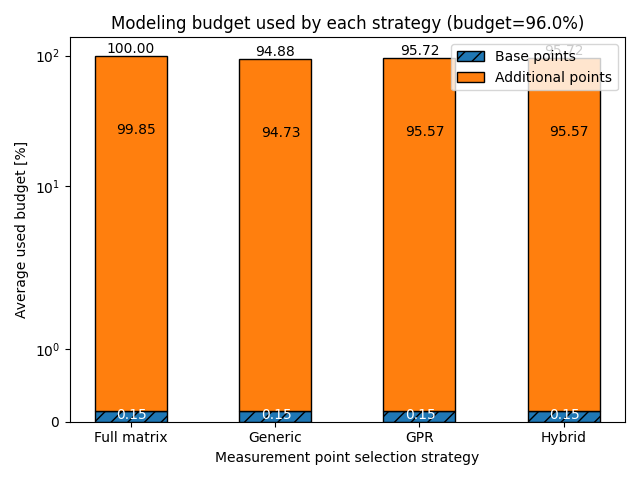 Modeling budget used by each strategy (budget=96.0%)
Average used budget [%]
10²
10¹
10⁰
0
100.00
94.88
95.72
95.72
Base points
Additional points
99.85
94.73
95.57
95.57
0.15
0.15
0.15
0.15
Full matrix
Generic
GPR
Hybrid
Measurement point selection strategy